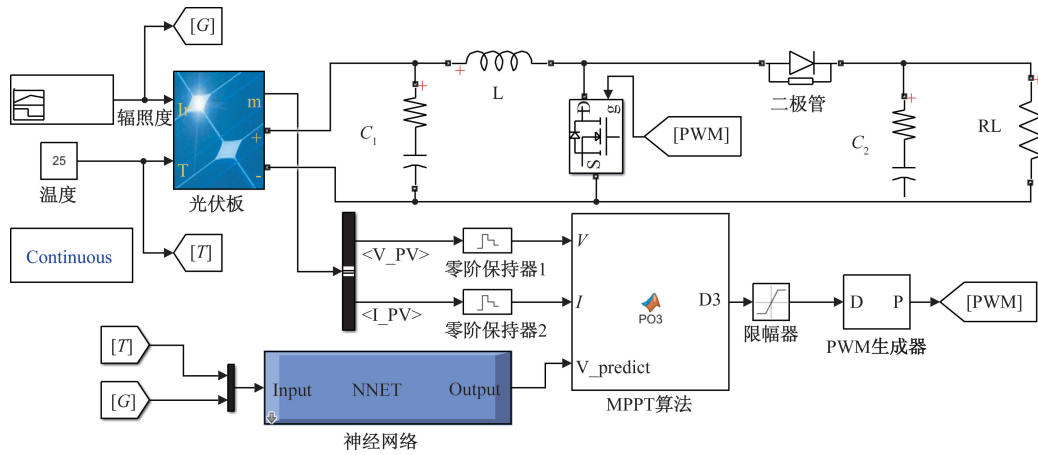 [G]
辐照度
Ir
m
+
T
-
光伏板
25
温度
[T]
Continuous
+
C1
+
L
D
g
S
[PWM]
二极管
+
C2
RL
+
<V_PV>
零阶保持器1
<I_PV>
零阶保持器2
V
I
V_predict
PO3
D3
MPPT算法
限幅器
D
P
PWM生成器
[PWM]
[T]
[G]
Input
NNET
Output
神经网络